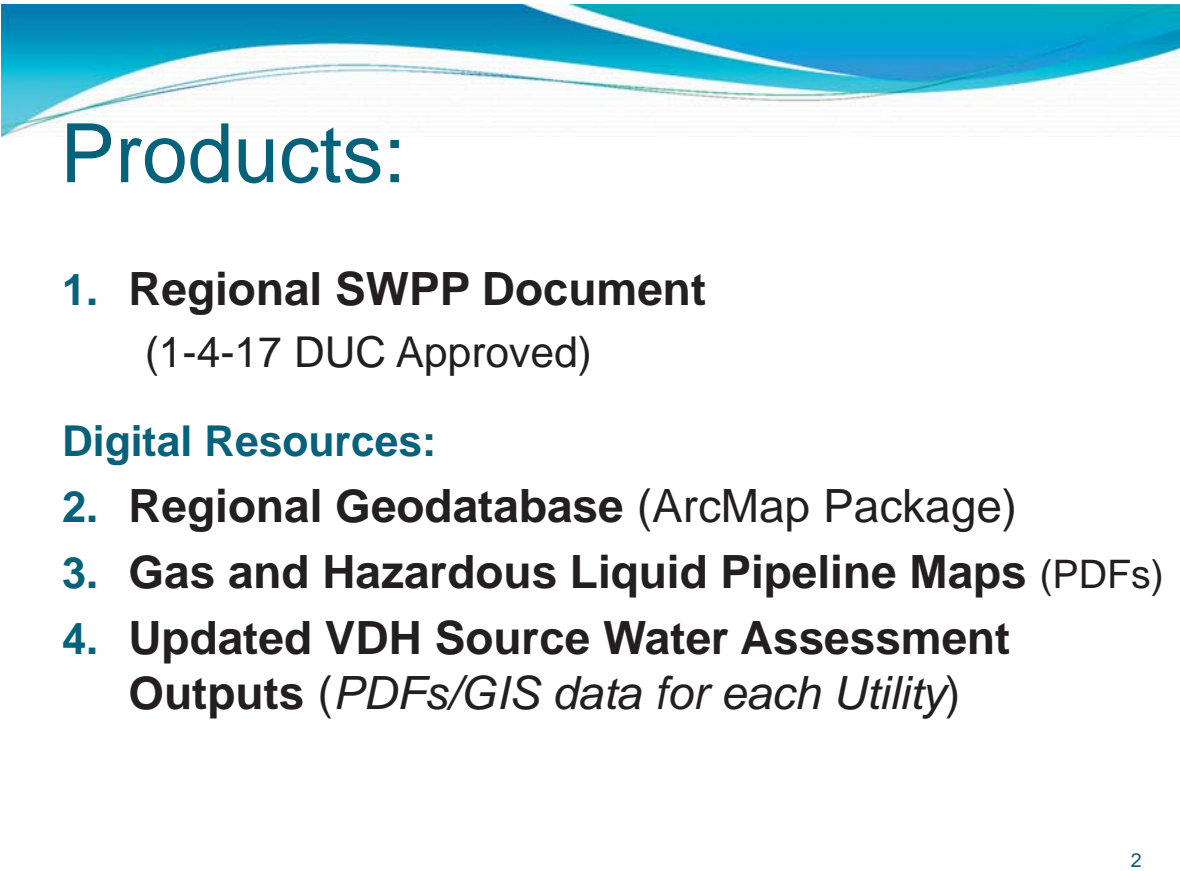 Products:
1. Regional SWPP Document
(1-4-17 DUC Approved)
Digital Resources:
2. Regional Geodatabase (ArcMap Package)
3. Gas and Hazardous Liquid Pipeline Maps (PDFs)
4. Updated VDH Source Water Assessment
Outputs (PDFs/GIS data for each Utility)
2